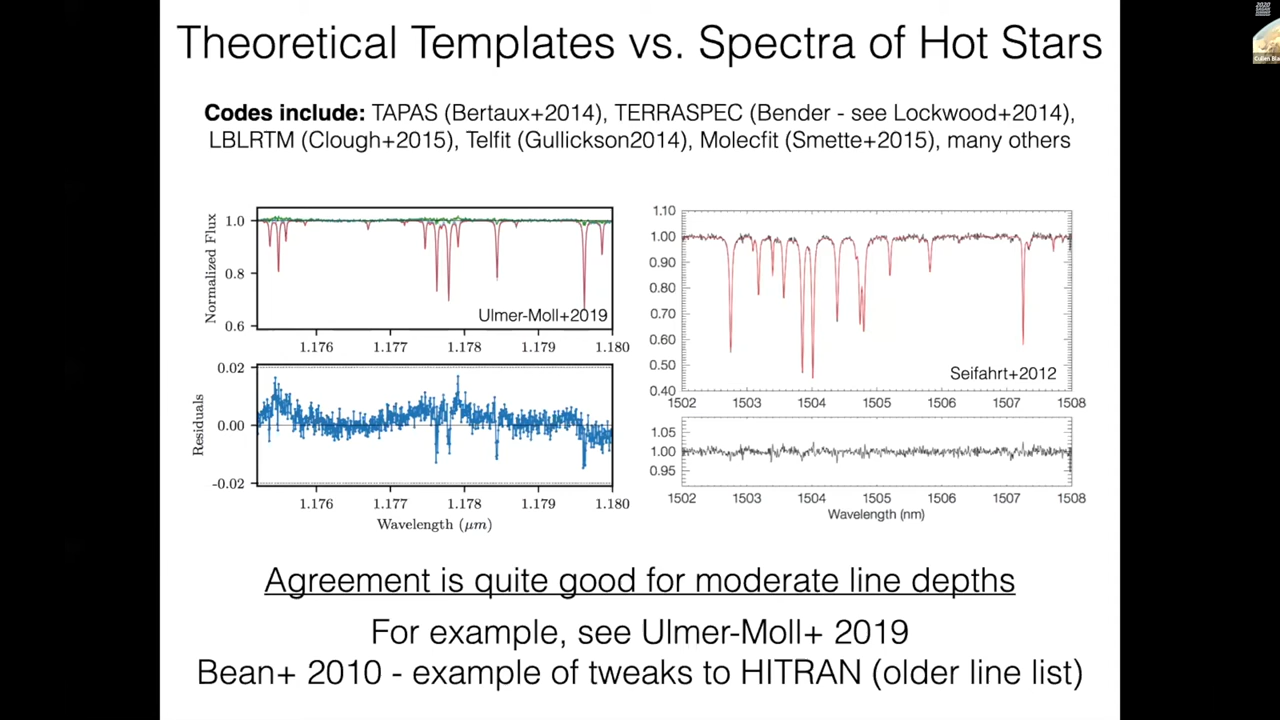 Theoretical Templates vs. Spectra of Hot Stars
Codes include: TAPAS (Bertaux+2014), TERRASPEC (Bender - see Lockwood+2014),
LBLRTM (Clough+2015), Telfit (Gullickson2014), Molecfit (Smette+2015), many others
Normalized Flux
1.0
0.8
0.6
Ulmer-Moll+2019
1.176 1.177 1.178 1.179 1.180
Residuals
0.02
0.00
-0.02
1.176 1.177 1.178 1.179 1.180
Wavelength (μm)
1.10
1.00
0.90
0.80
0.70
0.60
0.50
0.40
Seifahrt+2012
1502 1503 1504 1505 1506 1507 1508
1.05
1.00
0.95
1502 1503 1504 1505 1506 1507 1508
Wavelength (nm)
Agreement is quite good for moderate line depths
For example, see Ulmer-Moll+ 2019
Bean+ 2010 - example of tweaks to HITRAN (older line list)